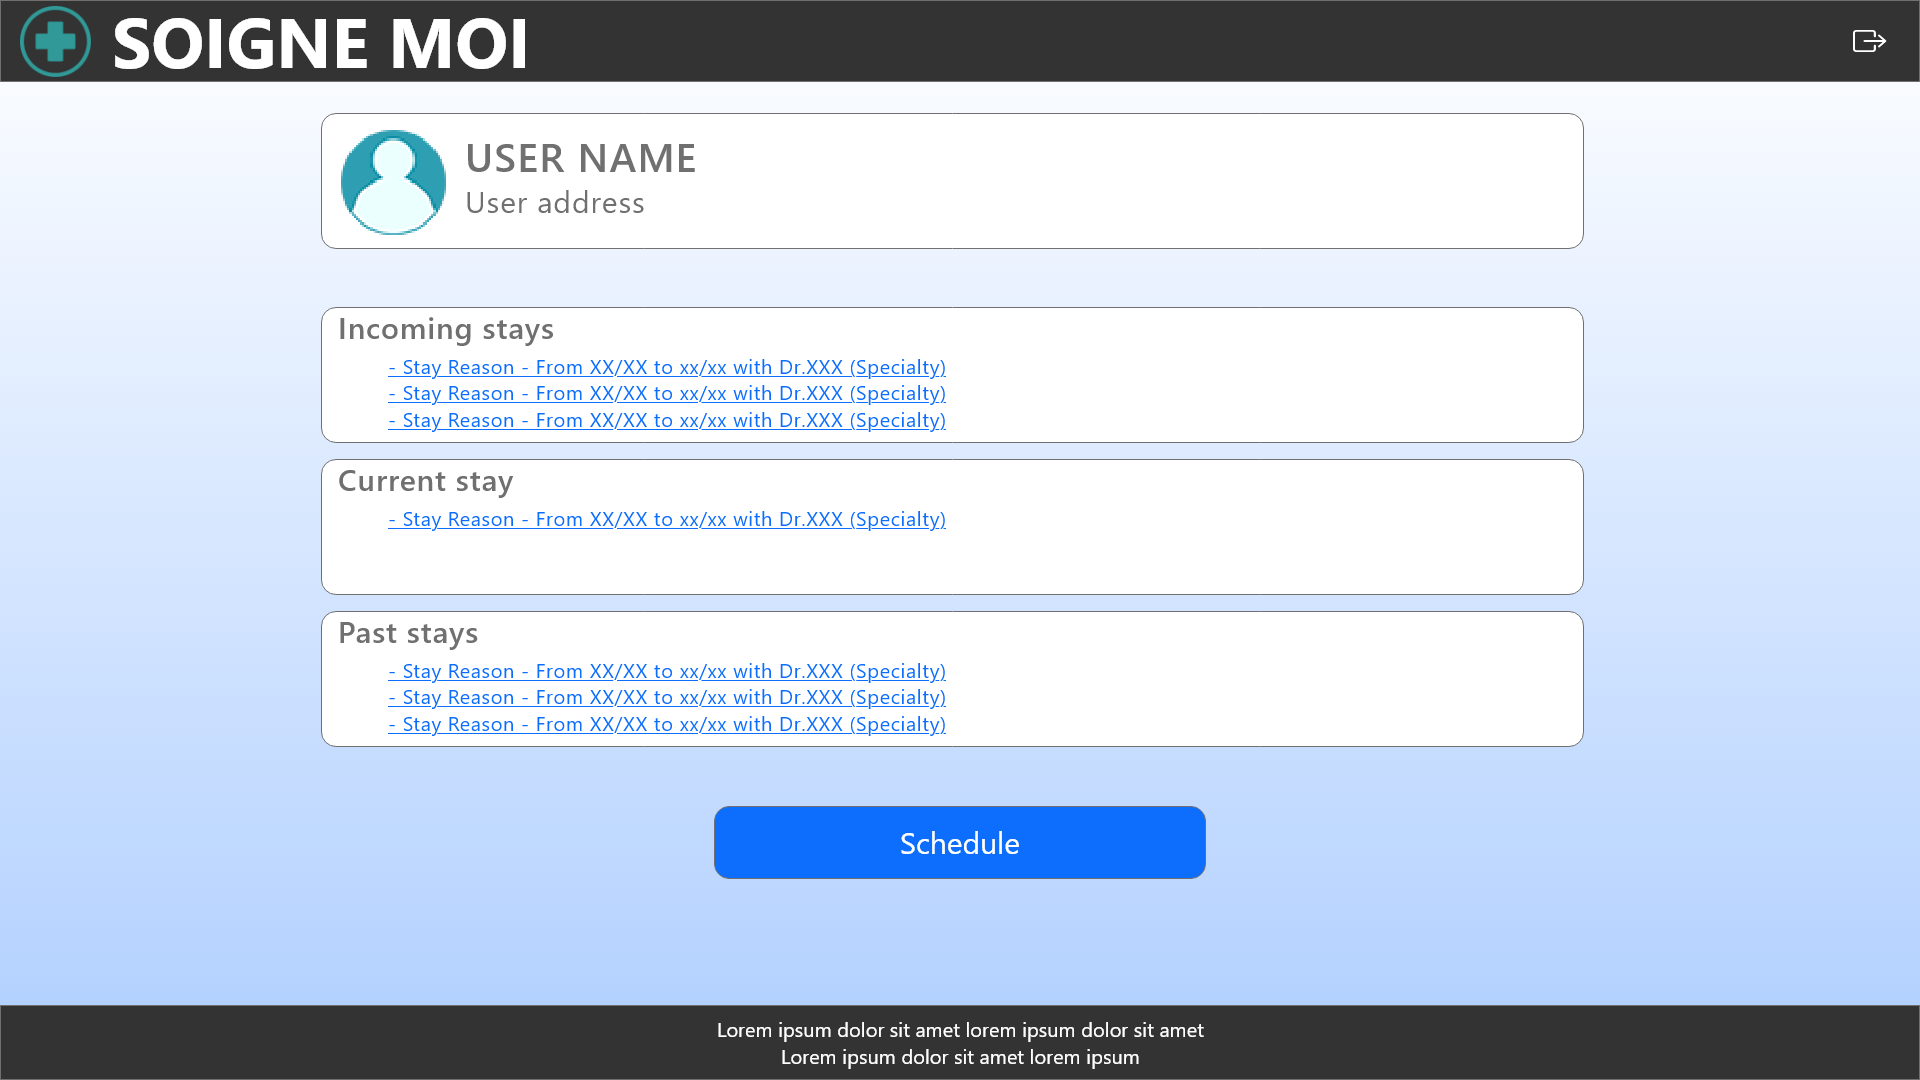 SOIGNE MOI
USER NAME
User address
Incoming stays
- Stay Reason - From XX/XX to xx/xx with Dr.XXX (Specialty)
- Stay Reason - From XX/XX to xx/xx with Dr.XXX (Specialty)
- Stay Reason - From XX/XX to xx/xx with Dr.XXX (Specialty)
Current stay
- Stay Reason - From XX/XX to xx/xx with Dr.XXX (Specialty)
Past stays
- Stay Reason - From XX/XX to xx/xx with Dr.XXX (Specialty)
- Stay Reason - From XX/XX to xx/xx with Dr.XXX (Specialty)
- Stay Reason - From XX/XX to xx/xx with Dr.XXX (Specialty)
Schedule
Lorem ipsum dolor sit amet lorem ipsum dolor sit amet
Lorem ipsum dolor sit amet lorem ipsum